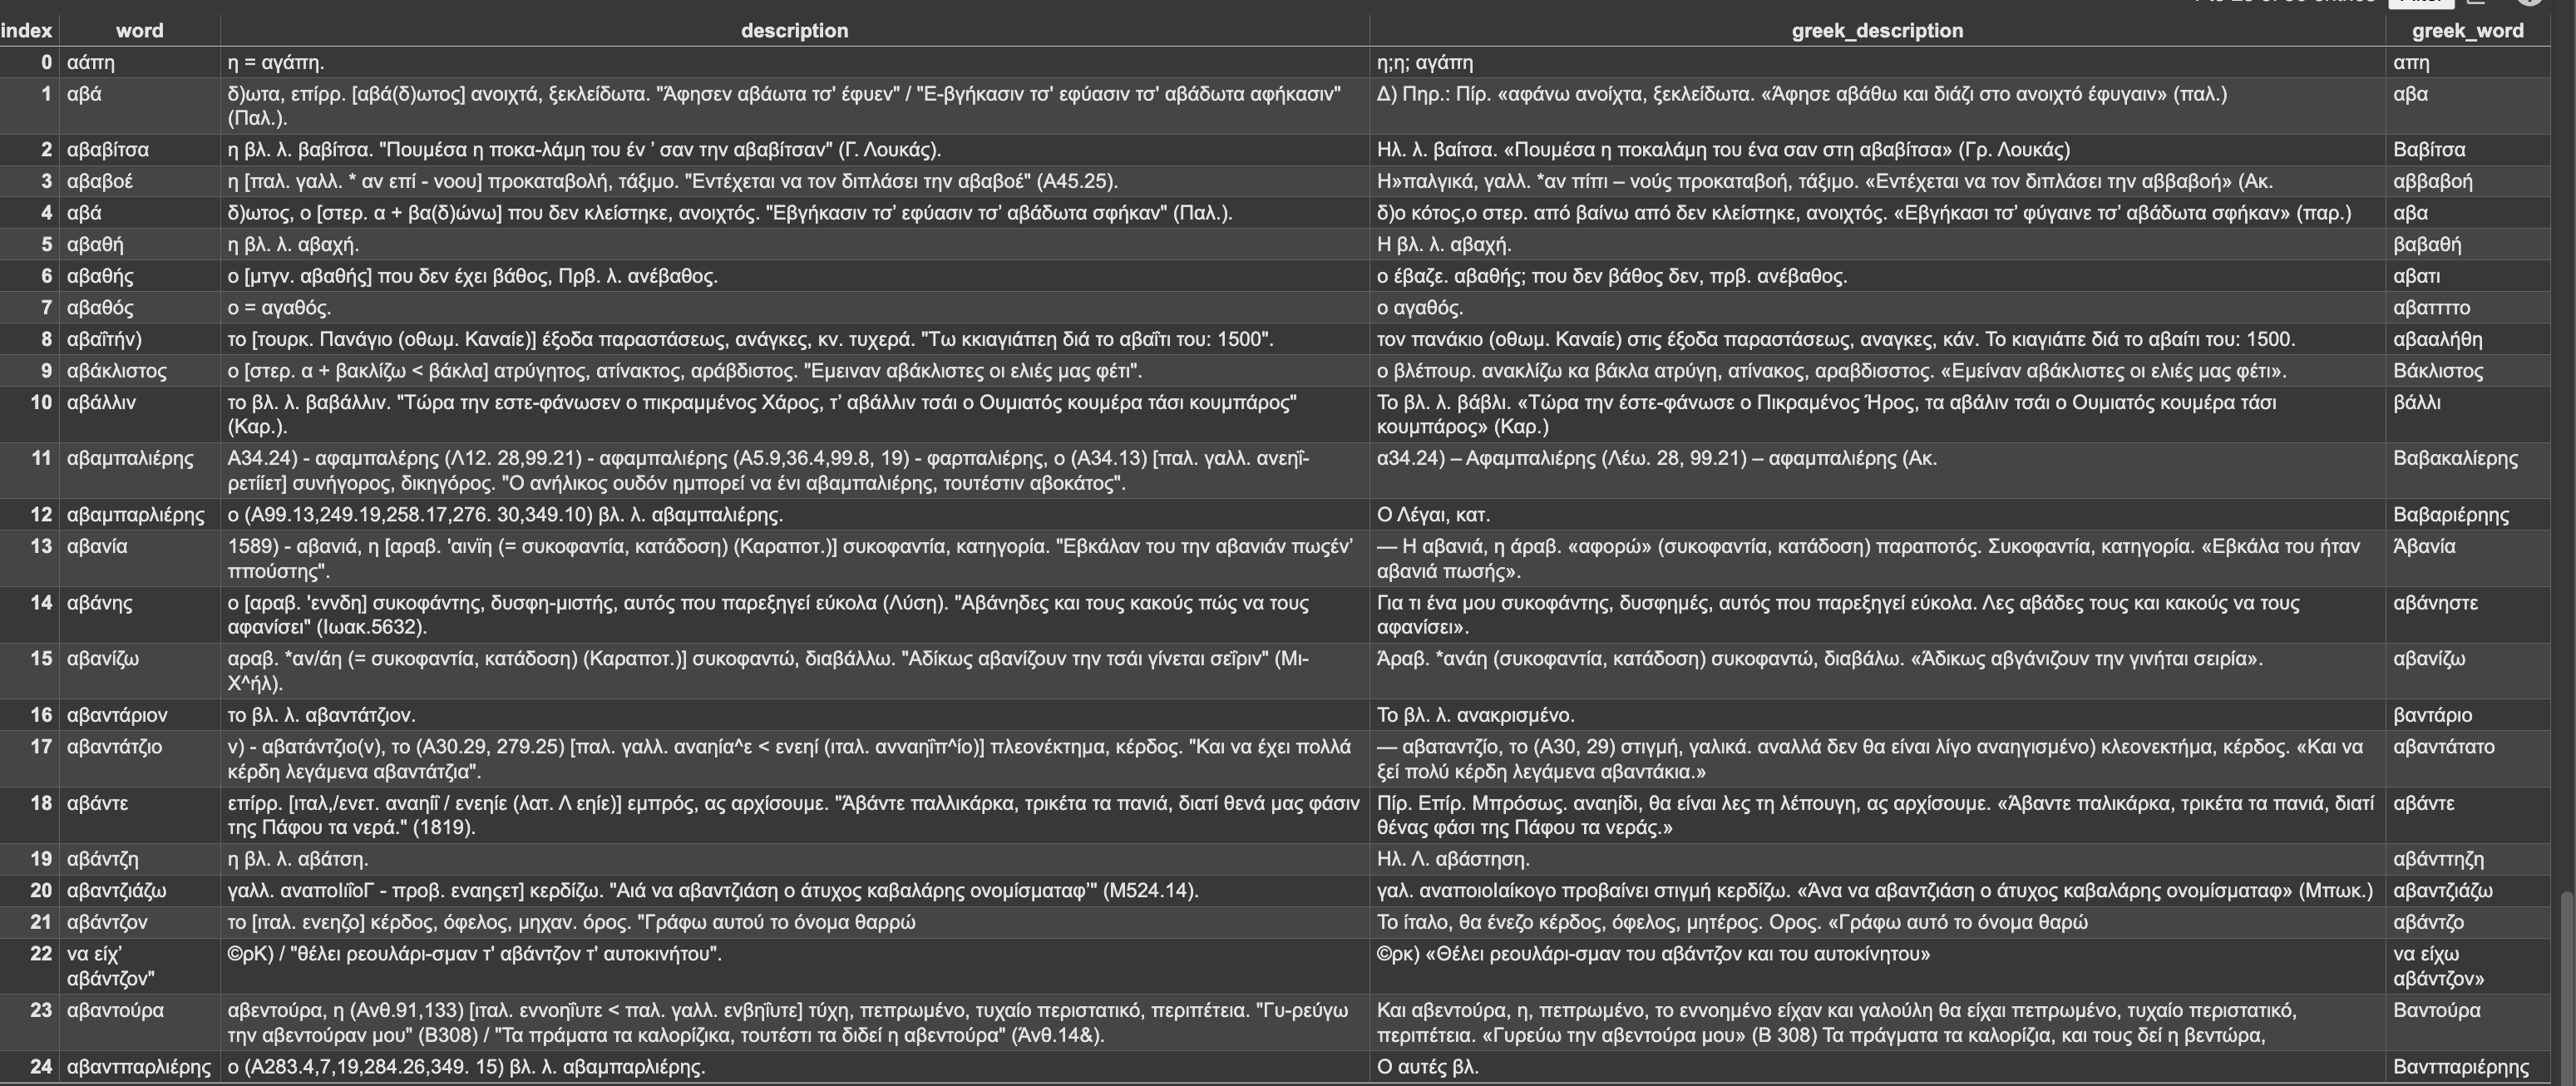 index word description greek_description greek_word
0 αάπη η = αγάπη. η;η; αγάπη απη
1 αβά δ)ωτα, επίρρ. [αβά(δ)ωτος] ανοιχτά, ξεκλείδωτα. "Άφησεν αβάωτα τσ' έφυεν" / "Ε-βγήκασιν τσ' εφύασιν τσ' αβάδωτα αφήκασιν" Δ) Πηρ.: Πίρ. «αφάνω ανοίχτα, ξεκλείδωτα. «Άφησε αβάθω και διάζι στο ανοιχτό έφυγαιν» (παλ.) αβα
(Παλ.).
2 αβαβίτσα η βλ. λ. βαβίτσα. "Πουμέσα η ποκα-λάμη του έν ’ σαν την αβαβίτσαν" (Γ. Λουκάς). Ηλ. λ. βαίτσα. «Πουμέσα η ποκαλάμη του ένα σαν στη αβαβίτσα» (Γρ. Λουκάς) Βαβίτσα
3 αβαβοέ η [παλ. γαλλ. * αν επί - νοου] προκαταβολή, τάξιμο. "Εντέχεται να τον διπλάσει την αβαβοέ" (Α45.25). Η»παλγικά, γαλλ. *αν πίπι – νούς προκαταβοή, τάξιμο. «Εντέχεται να τον διπλάσει την αββαβοή» (Ακ. αββαβοή
4 αβά δ)ωτος, ο [στερ. α + βα(δ)ώνω] που δεν κλείστηκε, ανοιχτός. "Εβγήκασιν τσ’ εφύασιν τσ’ αβάδωτα σφήκαν" (Παλ.). δ)ο κότος,ο στερ. από βαίνω από δεν κλείστηκε, ανοιχτός. «Εβγήκασι τσ’ φύγαινε τσ’ αβάδωτα σφήκαν» (παρ.) αβα
5 αβαθή η βλ. λ. αβαχή. Η βλ. λ. αβαχή. βαβαθή
6 αβαθής ο [μτγν. αβαθής] που δεν έχει βάθος, Πρβ. λ. ανέβαθος. ο έβαζε. αβαθής; που δεν βάθος δεν, πρβ. ανέβαθος. αβατι
7 αβαθός ο = αγαθός. ο αγαθός. αβαττττο
8 αβαΐτήν) το [τουρκ. Πανάγιο (οθωμ. Καναίε)] έξοδα παραστάσεως, ανάγκες, κν. τυχερά. "Τω κκιαγιάπεη διά το αβαΐτι του: 1500". τον πανάκιο (οθωμ. Καναίε) στις έξοδα παραστάσεως, αναγκες, κάν. Το κιαγιάπε διά το αβαίτι του: 1500. αβααλήθη
9 αβάκλιστος ο [στερ. α + βακλίζω < βάκλα] ατρύγητος, ατίνακτος, αράβδιστος. "Εμειναν αβάκλιστες οι ελιές μας φέτι". ο βλέπουρ. ανακλίζω κα βάκλα ατρύγη, ατίνακος, αραβδισστος. «Εμείναν αβάκλιστες οι ελιές μας φέτι». Βάκλιστος
10 αβάλλιν το βλ. λ. βαβάλλιν. "Τώρα την εστε-φάνωσεν ο πικραμμένος Χάρος, τ’ αβάλλιν τσάι ο Ουμιατός κουμέρα τάσι κουμπάρος" Το βλ. λ. βάβλι. «Τώρα την έστε-φάνωσε ο Πικραμένος Ήρος, τα αβάλιν τσάι ο Ουμιατός κουμέρα τάσι βάλλι
(Καρ.). κουμπάρος» (Καρ.)
11 αβαμπαλιέρης Α34.24) - αφαμπαλέρης (Λ12. 28,99.21) - αφαμπαλιέρης (Α5.9,36.4,99.8, 19) - φαρπαλιέρης, ο (Α34.13) [παλ. γαλλ. ανεηΐ- α34.24) – Αφαμπαλιέρης (Λέω. 28, 99.21) – αφαμπαλιέρης (Ακ. Βαβακαλίερης
ρετίίετ] συνήγορος, δικηγόρος. "Ο ανήλικος ουδόν ημπορεί να ένι αβαμπαλιέρης, τουτέστιν αβοκάτος".
12 αβαμπαρλιέρης ο (Α99.13,249.19,258.17,276. 30,349.10) βλ. λ. αβαμπαλιέρης. Ο Λέγαι, κατ. Βαβαριέρηης
13 αβανία 1589) - αβανιά, η [αραβ. 'αινϊη (= συκοφαντία, κατάδοση) (Καραποτ.)] συκοφαντία, κατηγορία. "Εβκάλαν του την αβανιάν πωςέν’ — Η αβανιά, η άραβ. «αφορώ» (συκοφαντία, κατάδοση) παραποτός. Συκοφαντία, κατηγορία. «Εβκάλα του ήταν Άβανία
ππούστης". αβανιά πωσής».
14 αβάνης ο [αραβ. 'εννδη] συκοφάντης, δυσφη-μιστής, αυτός που παρεξηγεί εύκολα (Λύση). "Αβάνηδες και τους κακούς πώς να τους Για τι ένα μου συκοφάντης, δυσφημές, αυτός που παρεξηγεί εύκολα. Λες αβάδες τους και κακούς να τους αβάνηστε
αφανίσει" (Ιωακ.5632). αφανίσει».
15 αβανίζω αραβ. *αν/άη (= συκοφαντία, κατάδοση) (Καραποτ.)] συκοφαντώ, διαβάλλω. "Αδίκως αβανίζουν την τσάι γίνεται σεΐριν" (Μι- Άραβ. *ανάη (συκοφαντία, κατάδοση) συκοφαντώ, διαβάλω. «Άδικως αβγάνιζουν την γινήται σειρία». αβανίζω
Χ^ήλ).
16 αβαντάριον το βλ. λ. αβαντάτζιον. Το βλ. λ. ανακρισμένο. βαντάριο
17 αβαντάτζιο ν) - αβατάντζιο(ν), το (Α30.29, 279.25) [παλ. γαλλ. αναηία^ε < ενεηί (ιταλ. ανναηΐπ^ίο)] πλεονέκτημα, κέρδος. "Και να έχει πολλά — αβαταντζίο, το (Α30, 29) στιγμή, γαλικά. αναλλά δεν θα είναι λίγο αναηγισμένο) κλεονεκτήμα, κέρδος. «Και να αβαντάτατο
κέρδη λεγάμενα αβαντάτζια". ξεί πολύ κέρδη λεγάμενα αβαντάκια.»
18 αβάντε επίρρ. [ιταλ,/ενετ. αναηίΐ / ενεηίε (λατ. Λ εηίε)] εμπρός, ας αρχίσουμε. "Άβάντε παλλικάρκα, τρικέτα τα πανιά, διατί θενά μας φάσιν Πίρ. Επίρ. Μπρόσως. αναηίδι, θα είναι λες τη λέπουγη, ας αρχίσουμε. «Άβαντε παλικάρκα, τρικέτα τα πανιά, διατί αβάντε
της Πάφου τα νερά." (1819). θένας φάσι της Πάφου τα νεράς.»
19 αβάντζη η βλ. λ. αβάτση. Ηλ. Λ. αβάστηση. αβάντττηζη
20 αβαντζιάζω γαλλ. αναποΙιΐοΓ - προβ. εναηςετ] κερδίζω. "Αιά να αβαντζιάση ο άτυχος καβαλάρης ονομίσματαφ’" (Μ524.14). γαλ. αναποιοΙαίκογο προβαίνει στιγμή κερδίζω. «Άνα να αβαντζιάση ο άτυχος καβαλάρης ονομίσματαφ» (Μπωκ.) αβαντζιάζω
21 αβάντζον το [ιταλ. ενεηζο] κέρδος, όφελος, μηχαν. όρος. "Γράφω αυτού το όνομα θαρρώ Το ίταλο, θα ένεζο κέρδος, όφελος, μητέρος. Ορος. «Γράφω αυτό το όνομα θαρώ αβάντζο
22 να είχ’ ©ρΚ) / "θέλει ρεουλάρι-σμαν τ' αβάντζον τ' αυτοκινήτου". ©ρκ) «Θέλει ρεουλάρι-σμαν του αβάντζον και του αυτοκίνητου» να είχω
αβάντζον" αβάντζον»
23 αβαντούρα αβεντούρα, η (Ανθ.91,133) [ιταλ. εννοηΐυτε < παλ. γαλλ. ενβηΐυτε] τύχη, πεπρωμένο, τυχαίο περιστατικό, περιπέτεια. "Γυ-ρεύγω Και αβεντούρα, η, πεπρωμένο, το εννοημένο είχαν και γαλούλη θα είχαι πεπρωμένο, τυχαίο περιστατικό, Βαντούρα
την αβεντούραν μου" (Β308) / "Τα πράματα τα καλορίζικα, τουτέστι τα διδεί η αβεντούρα" (Άνθ.14&). περιπέτεια. «Γυρεύω την αβεντούρα μου» (Β 308) Τα πράγματα τα καλορίζια, και τους δεί η βεντώρα,
24 αβαντπαρλιέρης ο (Α283.4,7,19,284.26,349. 15) βλ. λ. αβαμπαρλιέρης. Ο αυτές βλ. Βαντπαριέρηης